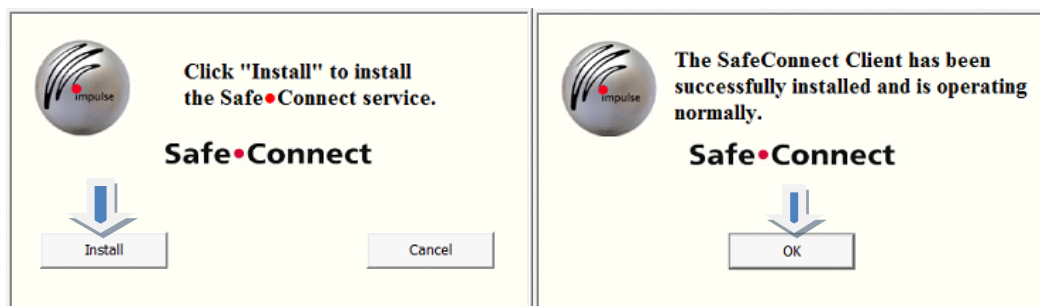 Click "Install" to install
the Safe●Connect service.
impulse
Safe•Connect
Install
Cancel
The SafeConnect Client has been
successfully installed and is operating
normally.
impulse
Safe•Connect
OK